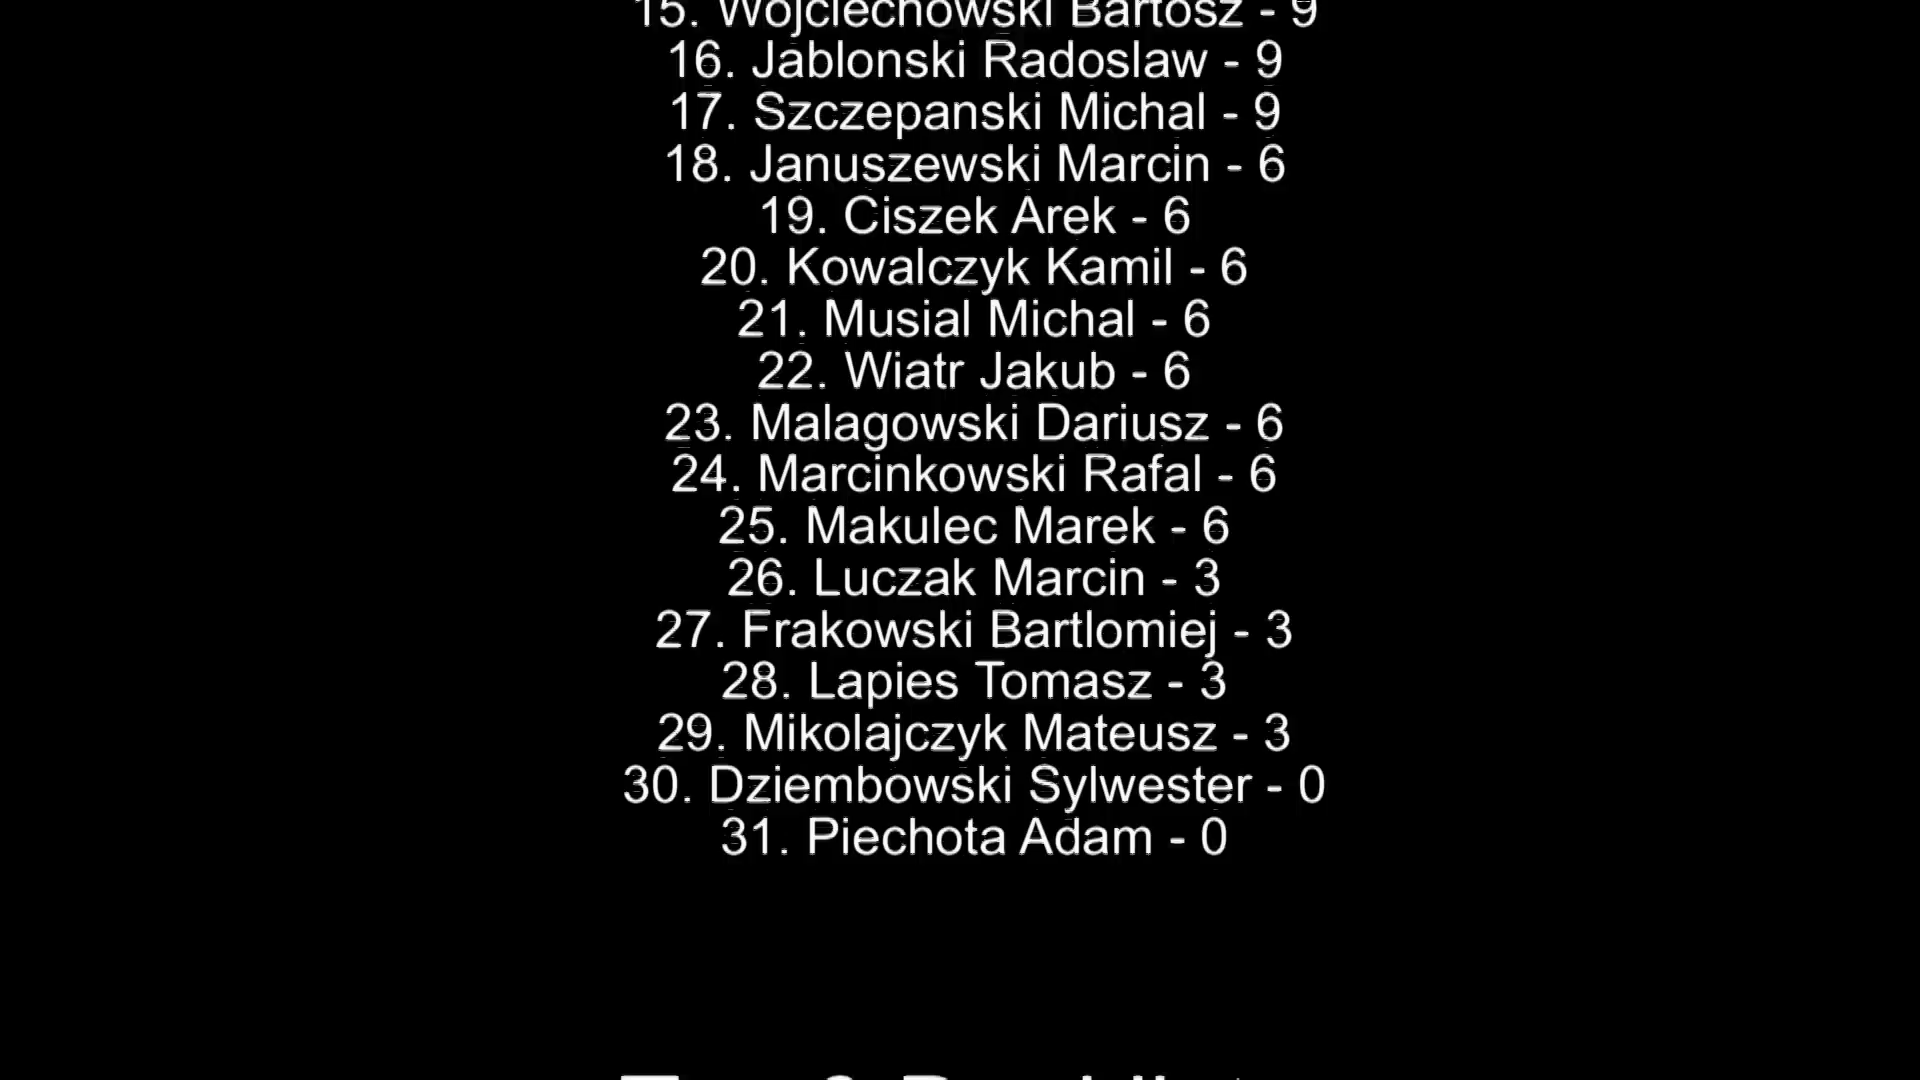 15. Wojciechowski Bartosz - 9
16. Jablonski Radoslaw - 9
17. Szczepanski Michal - 9
18. Januszewski Marcin - 6
19. Ciszek Arek - 6
20. Kowalczyk Kamil - 6
21. Musial Michal - 6
22. Wiatr Jakub - 6
23. Malagowski Dariusz - 6
24. Marcinkowski Rafal - 6
25. Makulec Marek - 6
26. Luczak Marcin - 3
27. Frakowski Bartlomiej - 3
28. Lapies Tomasz - 3
29. Mikolajczyk Mateusz - 3
30. Dziembowski Sylwester - 0
31. Piechota Adam - 0